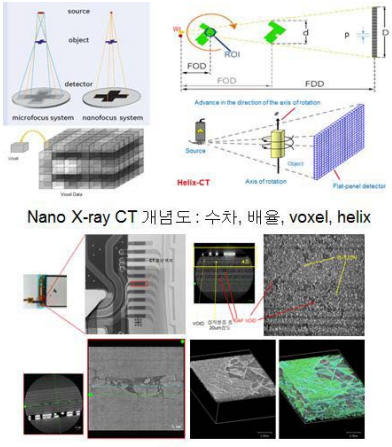 source
object
detector
microfocus system
nanofocus system
Voxel
Voxel Data
ROI
d
D
p
FOD
FOD
FDD
Advance in the direction of the axis of rotation
Source
Object
Helix-CT
Axis of rotation
Flat-panel detector
Nano X-ray CT 개념도 : 수차, 배율, voxel, helix
VOID